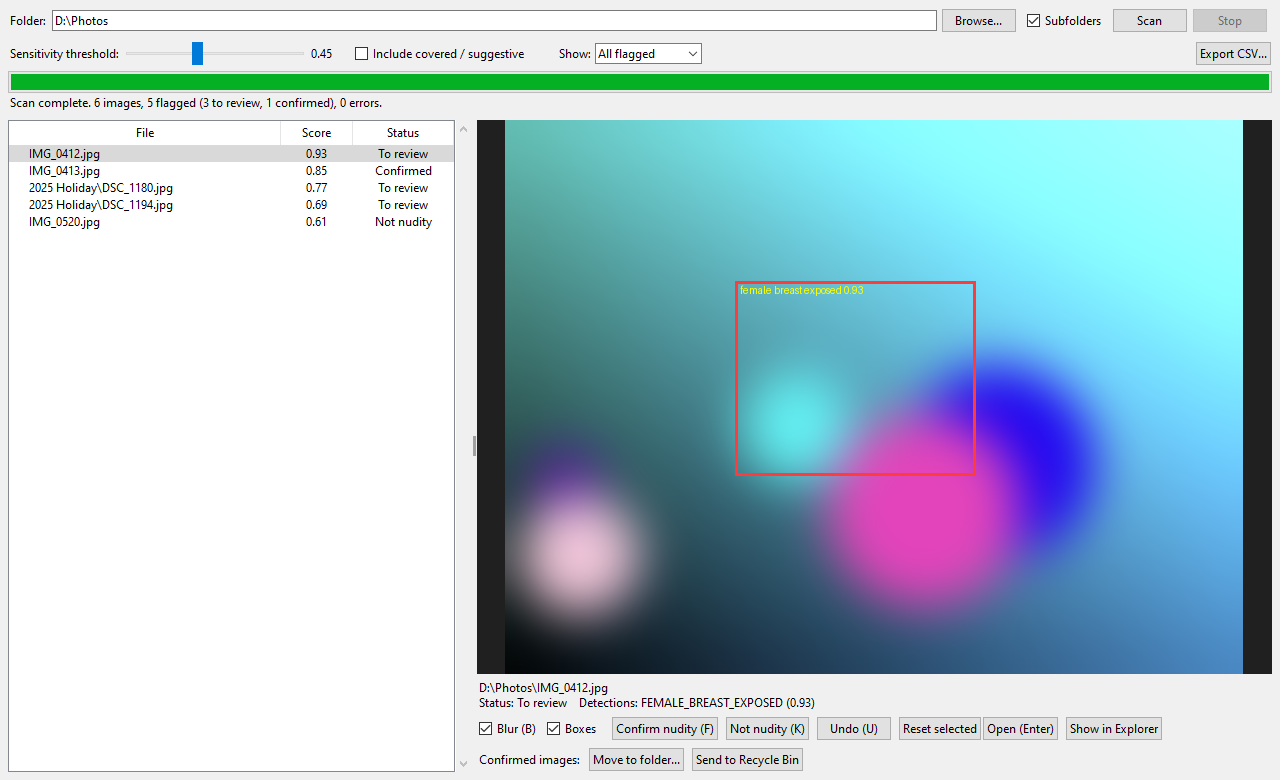 Folder: D:\Photos Browse... Subfolders Scan Stop
Sensitivity threshold: 0.45 Include covered / suggestive Show: All flagged Export CSV...
Scan complete. 6 images, 5 flagged (3 to review, 1 confirmed), 0 errors.
File Score Status
IMG_0412.jpg 0.93 To review
IMG_0413.jpg 0.85 Confirmed
2025 Holiday\DSC_1180.jpg 0.77 To review
2025 Holiday\DSC_1194.jpg 0.69 To review
IMG_0520.jpg 0.61 Not nudity
female breast exposed 0.93
D:\Photos\IMG_0412.jpg
Status: To review Detections: FEMALE_BREAST_EXPOSED (0.93)
Blur (B) Boxes Confirm nudity (F) Not nudity (K) Undo (U) Reset selected Open (Enter) Show in Explorer
Confirmed images: Move to folder... Send to Recycle Bin